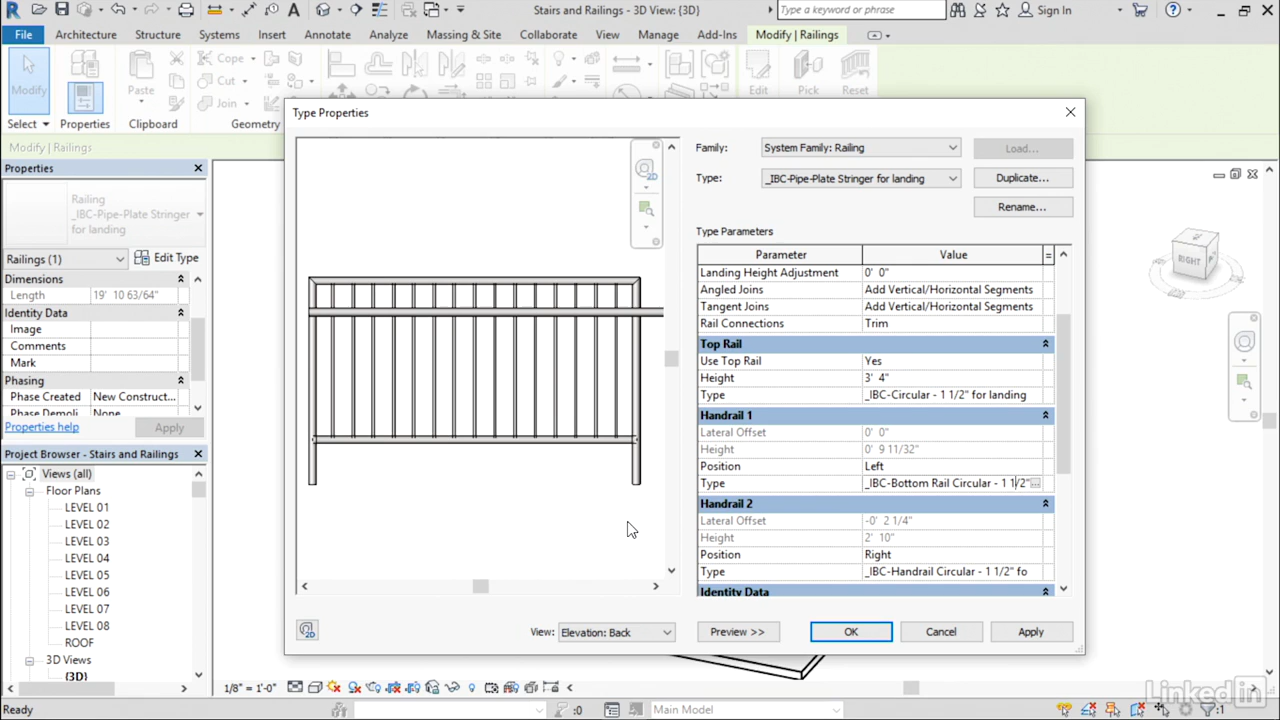 Stairs and Railings - 3D View: {3D}
Type a keyword or phrase
Sign In
File
Architecture
Structure
Systems
Insert
Annotate
Analyze
Massing & Site
Collaborate
View
Manage
Add-Ins
Modify | Railings
Modify
Select
Properties
Paste
Clipboard
Cope
Cut
Join
Geometry
Edit
Pick
Reset
Modify | Railings
Properties
Railing
_IBC-Pipe-Plate Stringer
for landing
Railings (1)
Edit Type
Dimensions
Length 19' 10 63/64"
Identity Data
Image
Comments
Mark
Phasing
Phase Created New Construct...
Phase Demoli None
Properties help
Apply
Project Browser - Stairs and Railings
Views (all)
Floor Plans
LEVEL 01
LEVEL 02
LEVEL 03
LEVEL 04
LEVEL 05
LEVEL 06
LEVEL 07
LEVEL 08
ROOF
3D Views
{3D}
Type Properties
Family: System Family: Railing Load...
Type: _IBC-Pipe-Plate Stringer for landing Duplicate...
Rename...
Type Parameters
Parameter Value =
Landing Height Adjustment 0' 0"
Angled Joins Add Vertical/Horizontal Segments
Tangent Joins Add Vertical/Horizontal Segments
Rail Connections Trim
Top Rail
Use Top Rail Yes
Height 3' 4"
Type _IBC-Circular - 1 1/2" for landing
Handrail 1
Lateral Offset 0' 0"
Height 0' 9 11/32"
Position Left
Type _IBC-Bottom Rail Circular - 1 1/2"
Handrail 2
Lateral Offset -0' 2 1/4"
Height 2' 10"
Position Right
Type _IBC-Handrail Circular - 1 1/2" fo
Identity Data
2D
2D
View: Elevation: Back
Preview >>
OK
Cancel
Apply
RIGHT
1/8" = 1'-0"
Ready
:0
Main Model
:1
Linked in